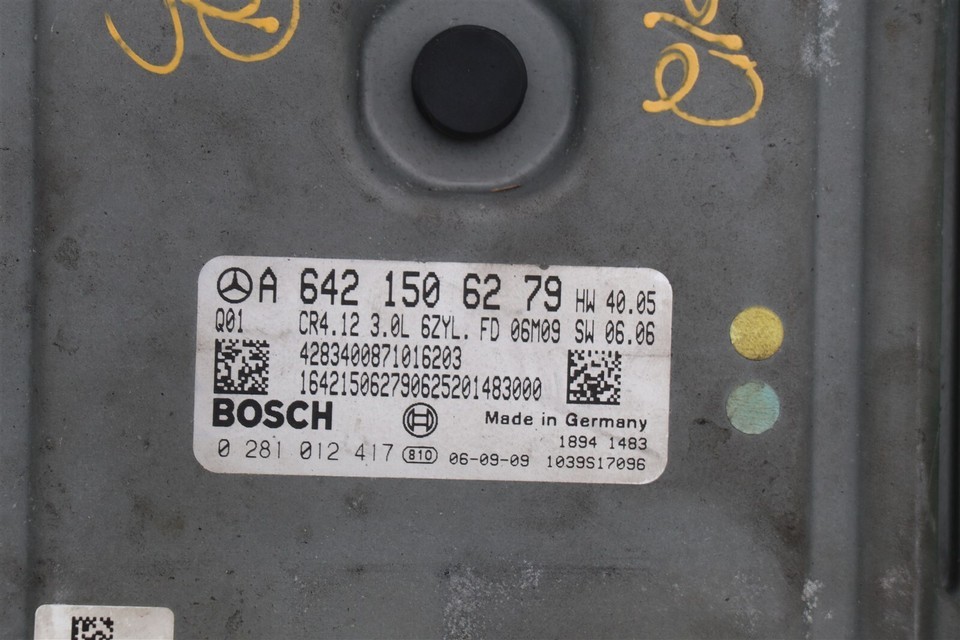 A 642 150 62 79 HW 40.05
Q01 CR4.12 3.0L 6ZYL. FD 06M09 SW 06.06
4283400871016203
164215062790625201483000
BOSCH Made in Germany
1894 1483
0 281 012 417 810 06-09-09 1039S17096